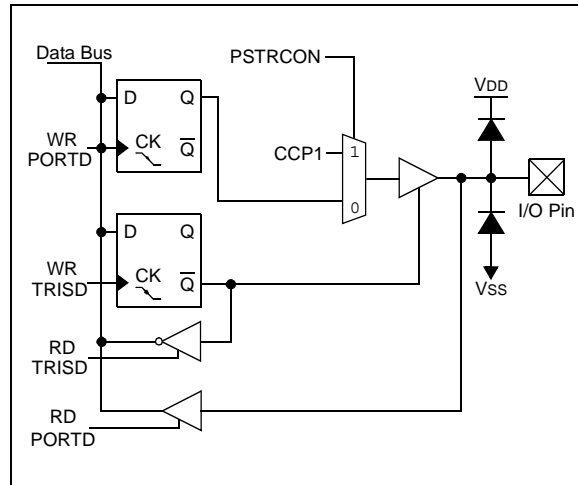 Data Bus
PSTRCON
VDD
D
Q
WR
PORTD
CK
Q
CCP1
1
0
I/O Pin
D
Q
WR
TRISD
CK
Q
VSS
RD
TRISD
RD
PORTD